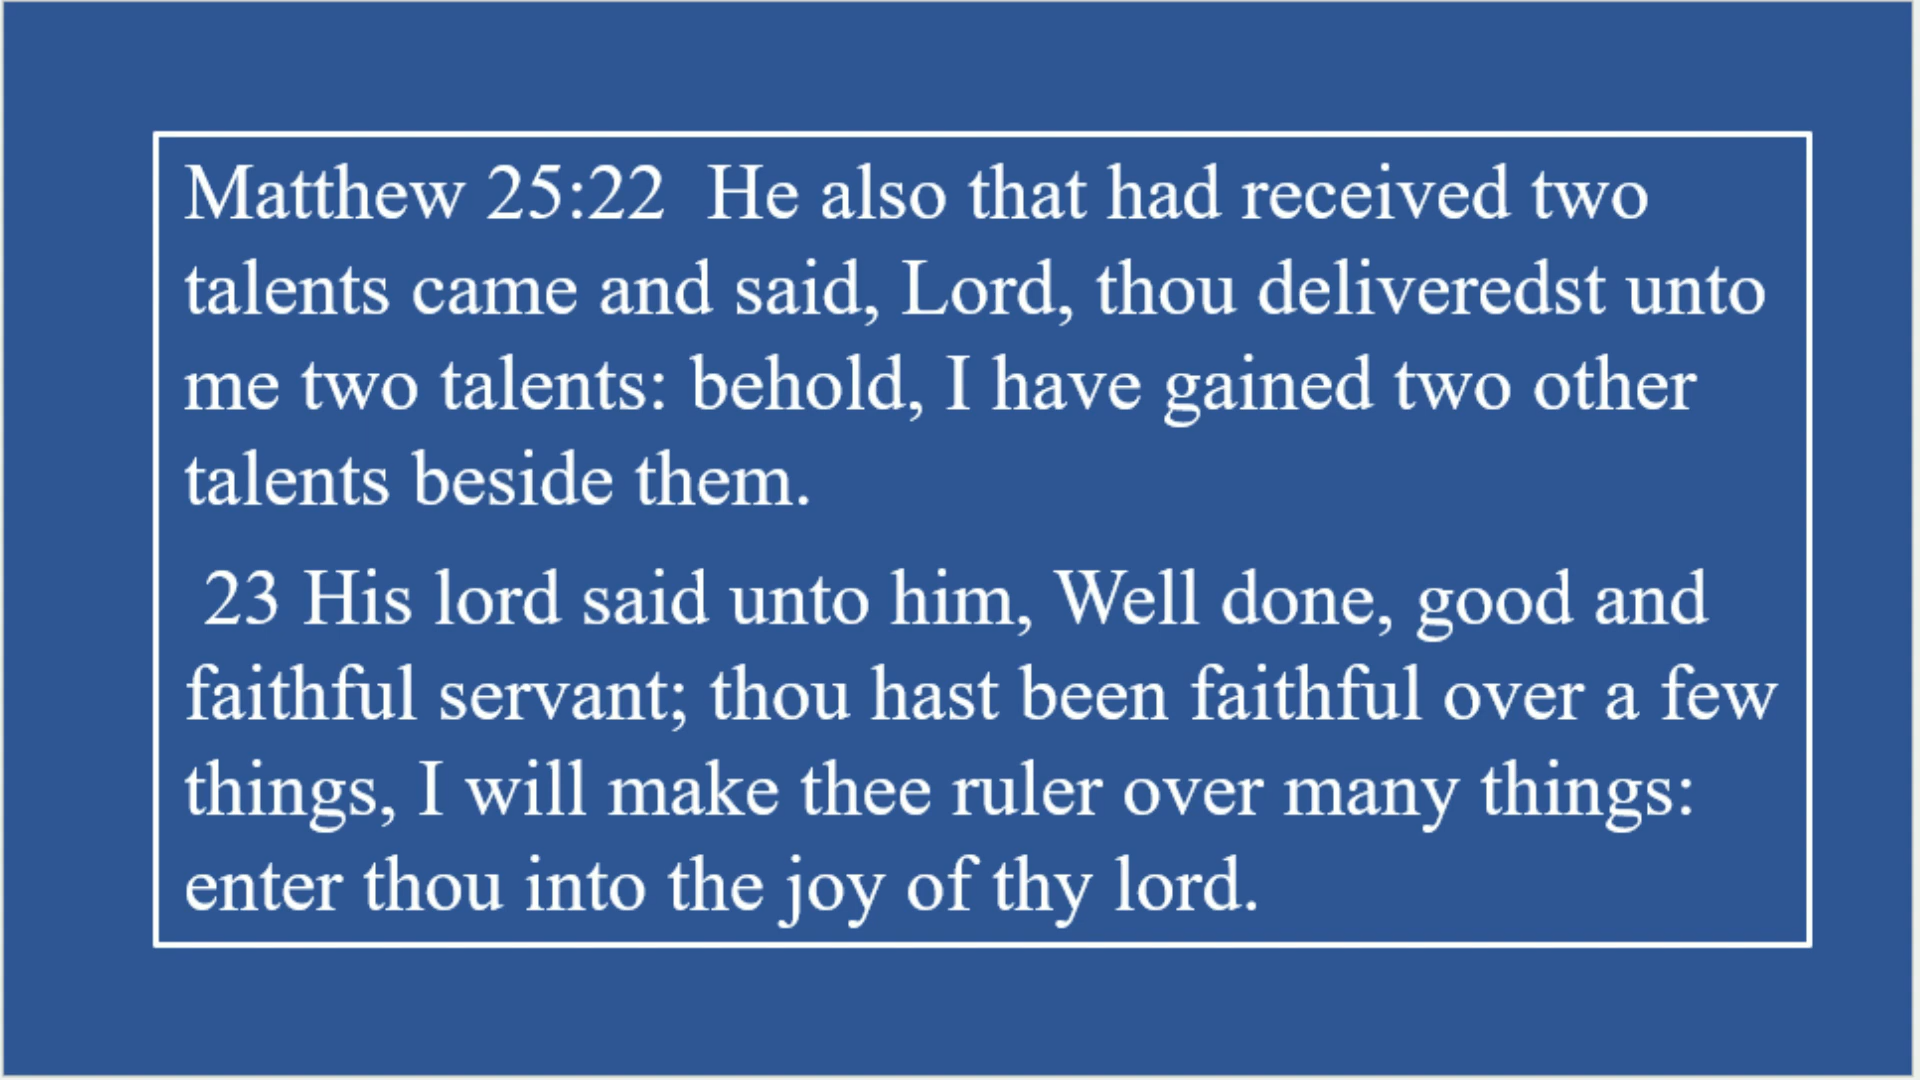 Matthew 25:22  He also that had received two
talents came and said, Lord, thou deliveredst unto
me two talents: behold, I have gained two other
talents beside them.
23 His lord said unto him, Well done, good and
faithful servant; thou hast been faithful over a few
things, I will make thee ruler over many things:
enter thou into the joy of thy lord.